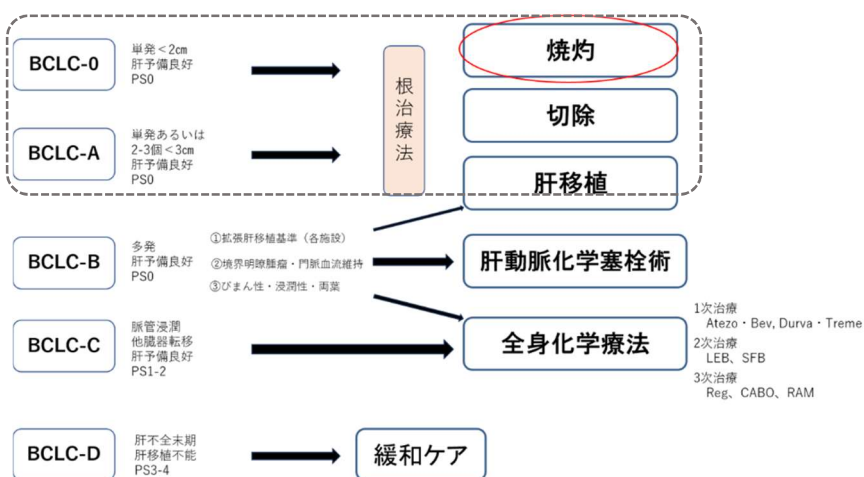 BCLC-0
単発<2cm
肝予備良好
PS0
BCLC-A
単発あるいは
2-3個<3cm
肝予備良好
PS0
根治療法
焼灼
切除
肝移植
BCLC-B
多発
肝予備良好
PS0
①拡張肝移植基準（各施設）
②境界明瞭腫瘤・門脈血流維持
③びまん性・浸潤性・両葉
肝動脈化学塞栓術
BCLC-C
脈管浸潤
他臓器転移
肝予備良好
PS1-2
全身化学療法
1次治療
Atezo・Bev, Durva・Treme
2次治療
LEB、SFB
3次治療
Reg、CABO、RAM
BCLC-D
肝不全末期
肝移植不能
PS3-4
緩和ケア